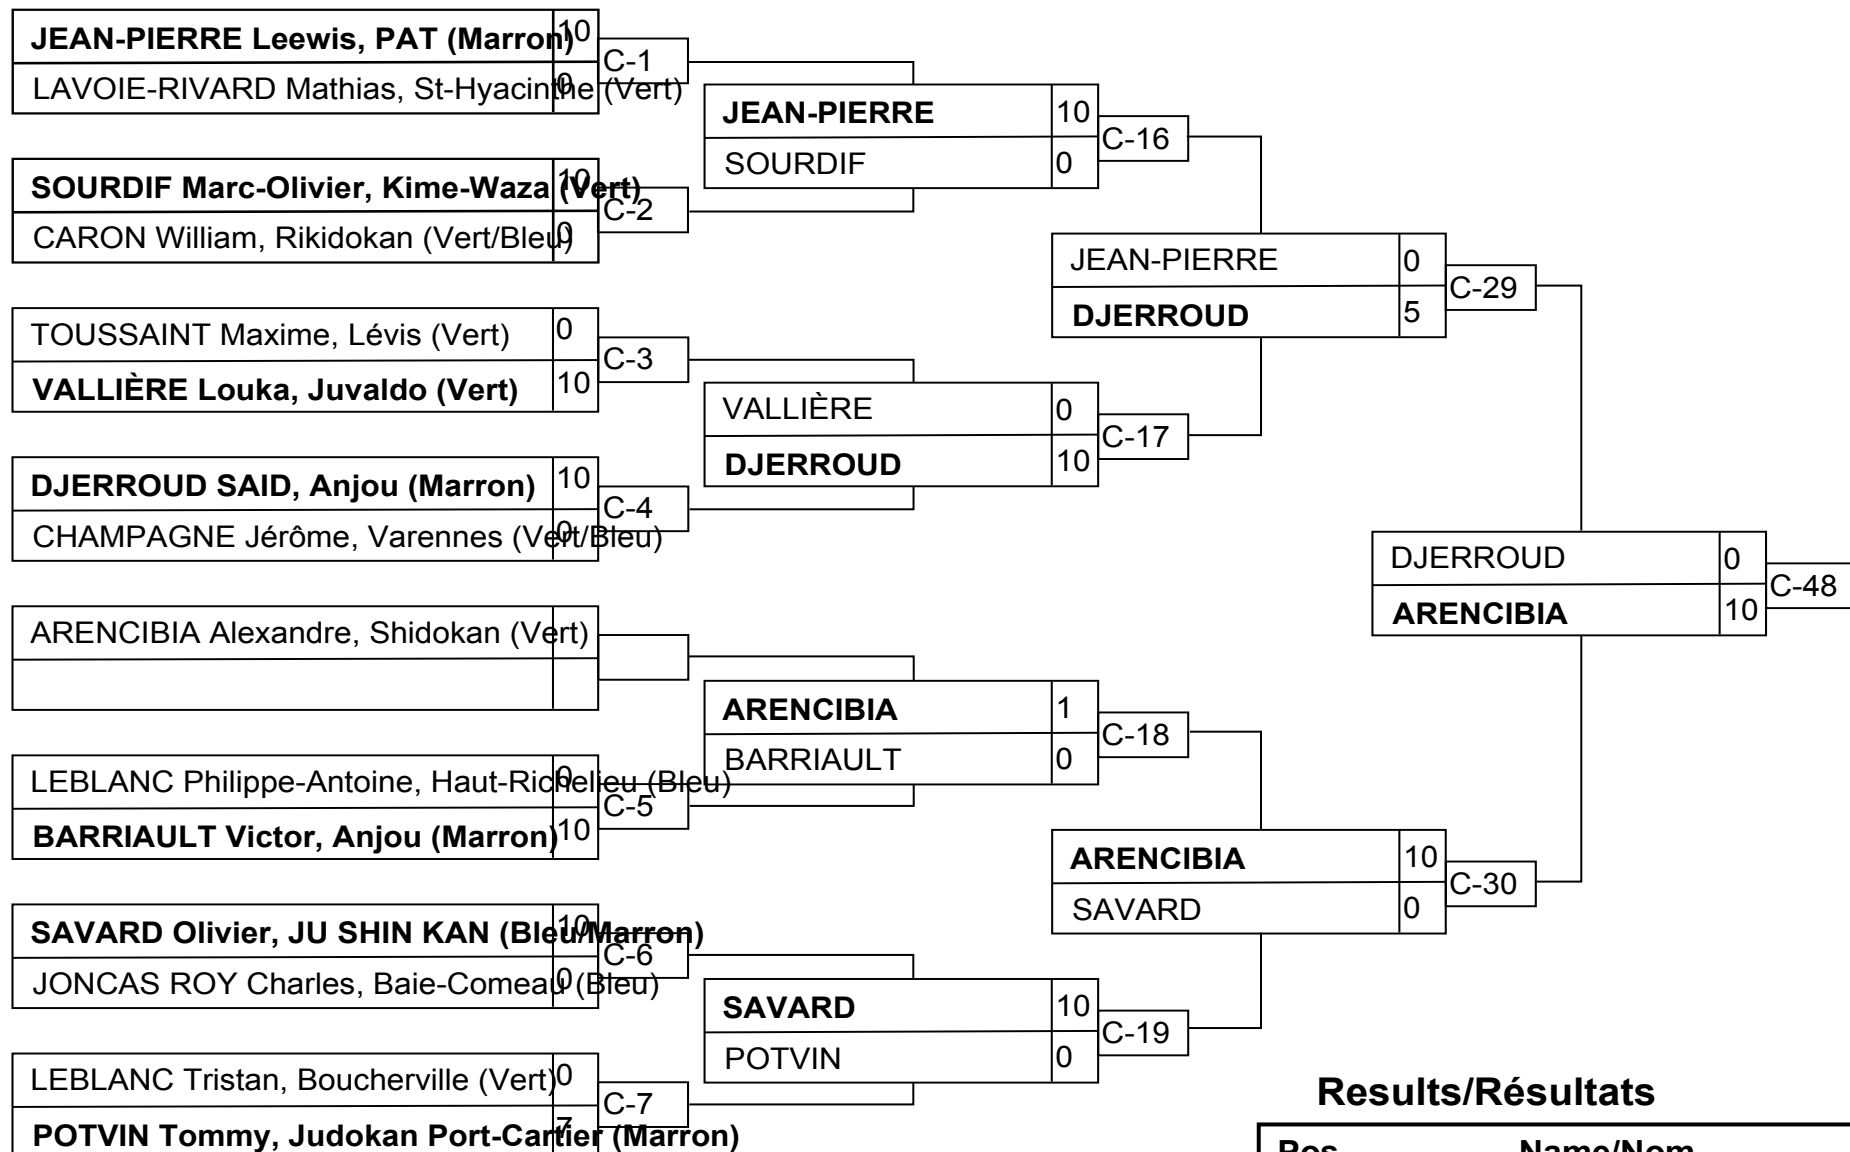 JEAN-PIERRE Leewis, PAT (Marron) 10
C-1
LAVOIE-RIVARD Mathias, St-Hyacinthe (Vert) 0
JEAN-PIERRE 10
C-16
SOURDIF 0
SOURDIF Marc-Olivier, Kime-Waza (Vert) 10
C-2
CARON William, Rikidokan (Vert/Bleu) 0
JEAN-PIERRE 0
C-29
DJERROUD 5
TOUSSAINT Maxime, Lévis (Vert) 0
C-3
VALLIÈRE Louka, Juvaldo (Vert) 10
VALLIÈRE 0
C-17
DJERROUD 10
DJERROUD SAID, Anjou (Marron) 10
C-4
CHAMPAGNE Jérôme, Varennes (Vert/Bleu) 0
DJERROUD 0
C-48
ARENCIBIA 10
ARENCIBIA Alexandre, Shidokan (Vert)
ARENCIBIA 1
C-18
BARRIAULT 0
LEBLANC Philippe-Antoine, Haut-Richelieu (Bleu) 0
C-5
BARRIAULT Victor, Anjou (Marron) 10
ARENCIBIA 10
C-30
SAVARD 0
SAVARD Olivier, JU SHIN KAN (Bleu/Marron) 10
C-6
JONCAS ROY Charles, Baie-Comeau (Bleu) 0
SAVARD 10
C-19
POTVIN 0
LEBLANC Tristan, Boucherville (Vert) 0
C-7
POTVIN Tommy, Judokan Port-Cartier (Marron) 7
Results/Résultats
Pos Name/Nom